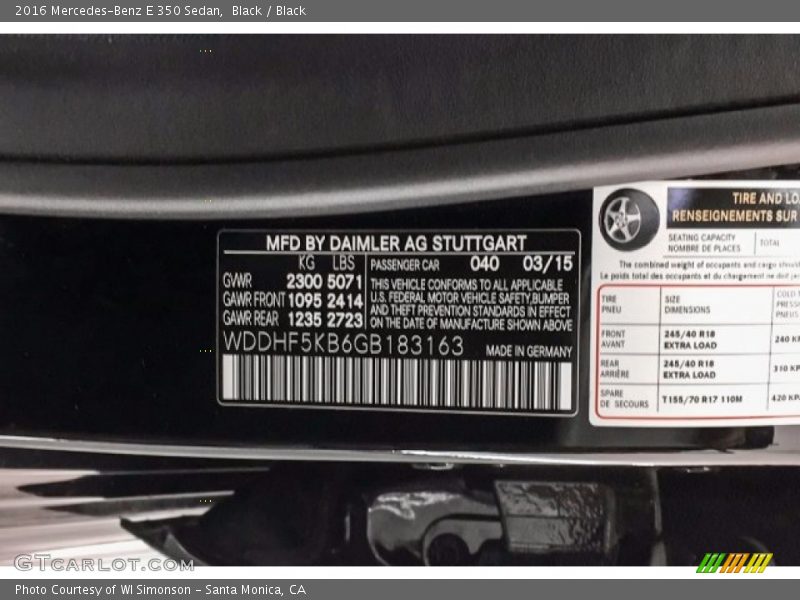 2016 Mercedes-Benz E 350 Sedan, Black / Black
MFD BY DAIMLER AG STUTTGART
KG LBS
GVWR 2300 5071
GAWR FRONT 1095 2414
GAWR REAR 1235 2723
PASSENGER CAR 040 03/15
THIS VEHICLE CONFORMS TO ALL APPLICABLE
U.S. FEDERAL MOTOR VEHICLE SAFETY,BUMPER
AND THEFT PREVENTION STANDARDS IN EFFECT
ON THE DATE OF MANUFACTURE SHOWN ABOVE
WDDHF5KB6GB183163 MADE IN GERMANY
TIRE AND LOA
RENSEIGNEMENTS SUR
SEATING CAPACITY
NOMBRE DE PLACES
TOTAL
The combined weight of occupants and cargo should
Le poids total des occupants et du chargement ne doit
TIRE SIZE COLD
PNEU DIMENSIONS
PNEUS
FRONT 245/40 R18 240 KP
AVANT EXTRA LOAD
REAR 245/40 R18 310 KP
ARRIÈRE EXTRA LOAD
SPARE T155/70 R17 110M 420 KP
DE SECOURS
GTCarLot.com
Photo Courtesy of WI Simonson - Santa Monica, CA